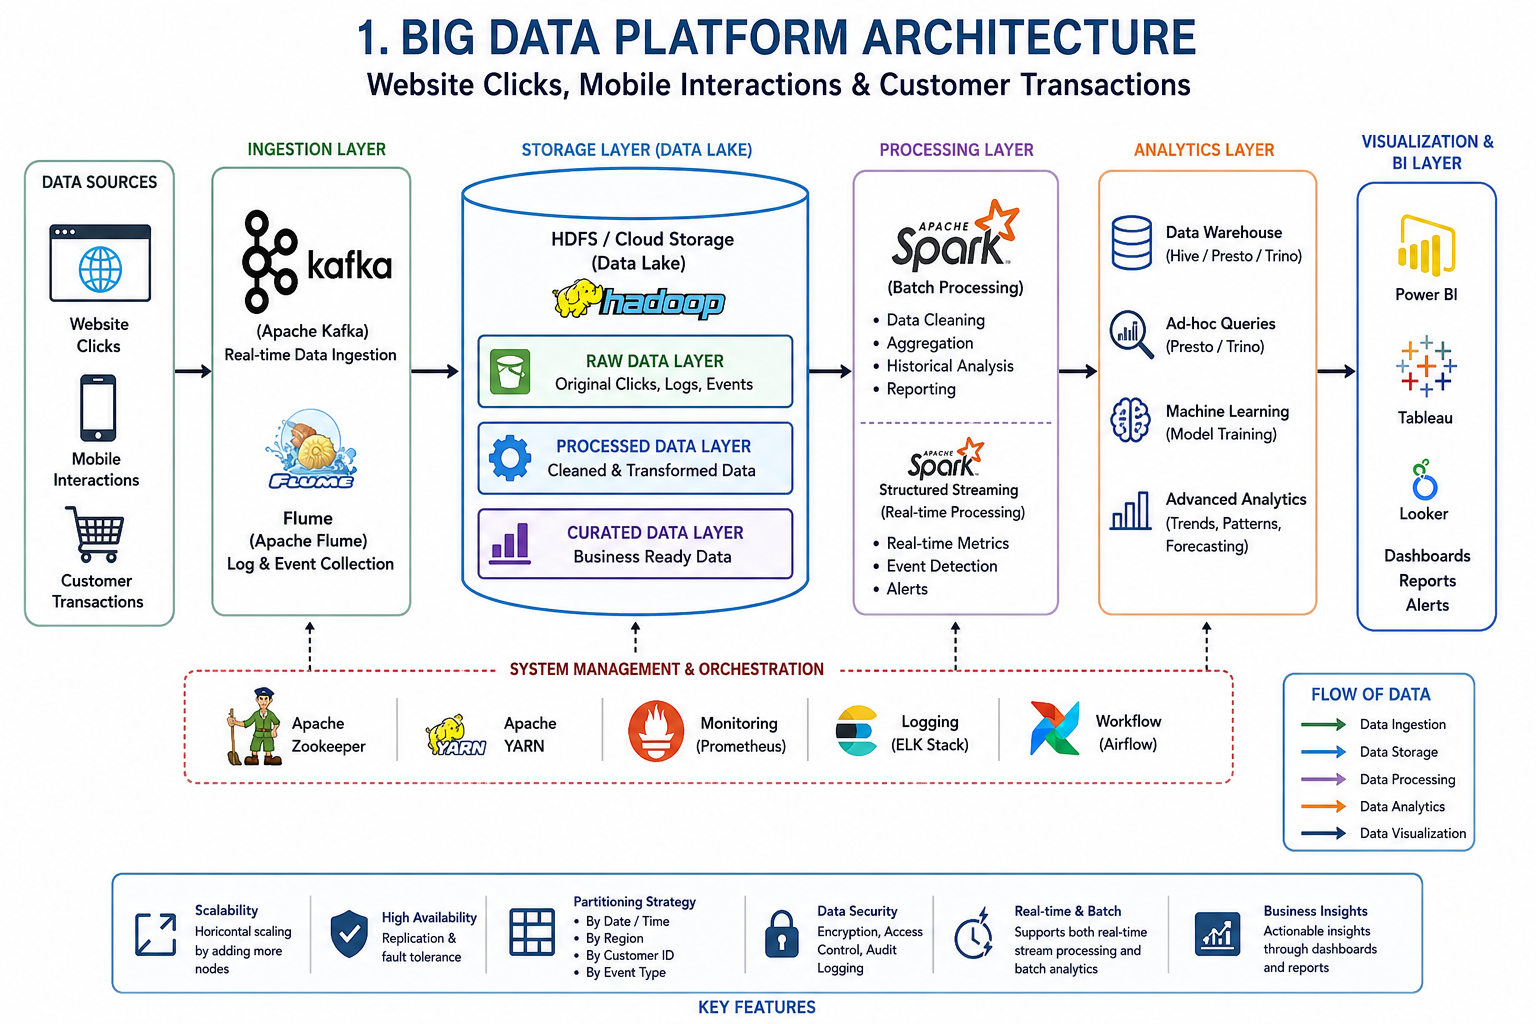 1. BIG DATA PLATFORM ARCHITECTURE
Website Clicks, Mobile Interactions & Customer Transactions
DATA SOURCES
Website
Clicks
Mobile
Interactions
Customer
Transactions
INGESTION LAYER
kafka
(Apache Kafka)
Real-time Data Ingestion
FLUME
Flume
(Apache Flume)
Log & Event Collection
STORAGE LAYER (DATA LAKE)
HDFS / Cloud Storage
(Data Lake)
hadoop
RAW DATA LAYER
Original Clicks, Logs, Events
PROCESSED DATA LAYER
Cleaned & Transformed Data
CURATED DATA LAYER
Business Ready Data
PROCESSING LAYER
APACHE
Spark
(Batch Processing)
• Data Cleaning
• Aggregation
• Historical Analysis
• Reporting
APACHE
Spark
Structured Streaming
(Real-time Processing)
• Real-time Metrics
• Event Detection
• Alerts
ANALYTICS LAYER
Data Warehouse
(Hive / Presto / Trino)
Ad-hoc Queries
(Presto / Trino)
Machine Learning
(Model Training)
Advanced Analytics
(Trends, Patterns,
Forecasting)
VISUALIZATION &
BI LAYER
Power BI
Tableau
Looker
Dashboards
Reports
Alerts
SYSTEM MANAGEMENT & ORCHESTRATION
Apache
Zookeeper
YARN
Apache
YARN
Monitoring
(Prometheus)
Logging
(ELK Stack)
Workflow
(Airflow)
FLOW OF DATA
Data Ingestion
Data Storage
Data Processing
Data Analytics
Data Visualization
Scalability
Horicontal scaling
by adding more
nodes
High Availability
Replication &
fault tolerance
Partitioning Strategy
• By Date / Time
• By Region
• By Customer ID
• By Event Type
Data Security
Encryption, Access
Control, Audit
Logging
Real-time & Batch
Supports both real-time
stream processing and
batch analytics
Business Insights
Actionable insights
through dashboards
and reports
KEY FEATURES